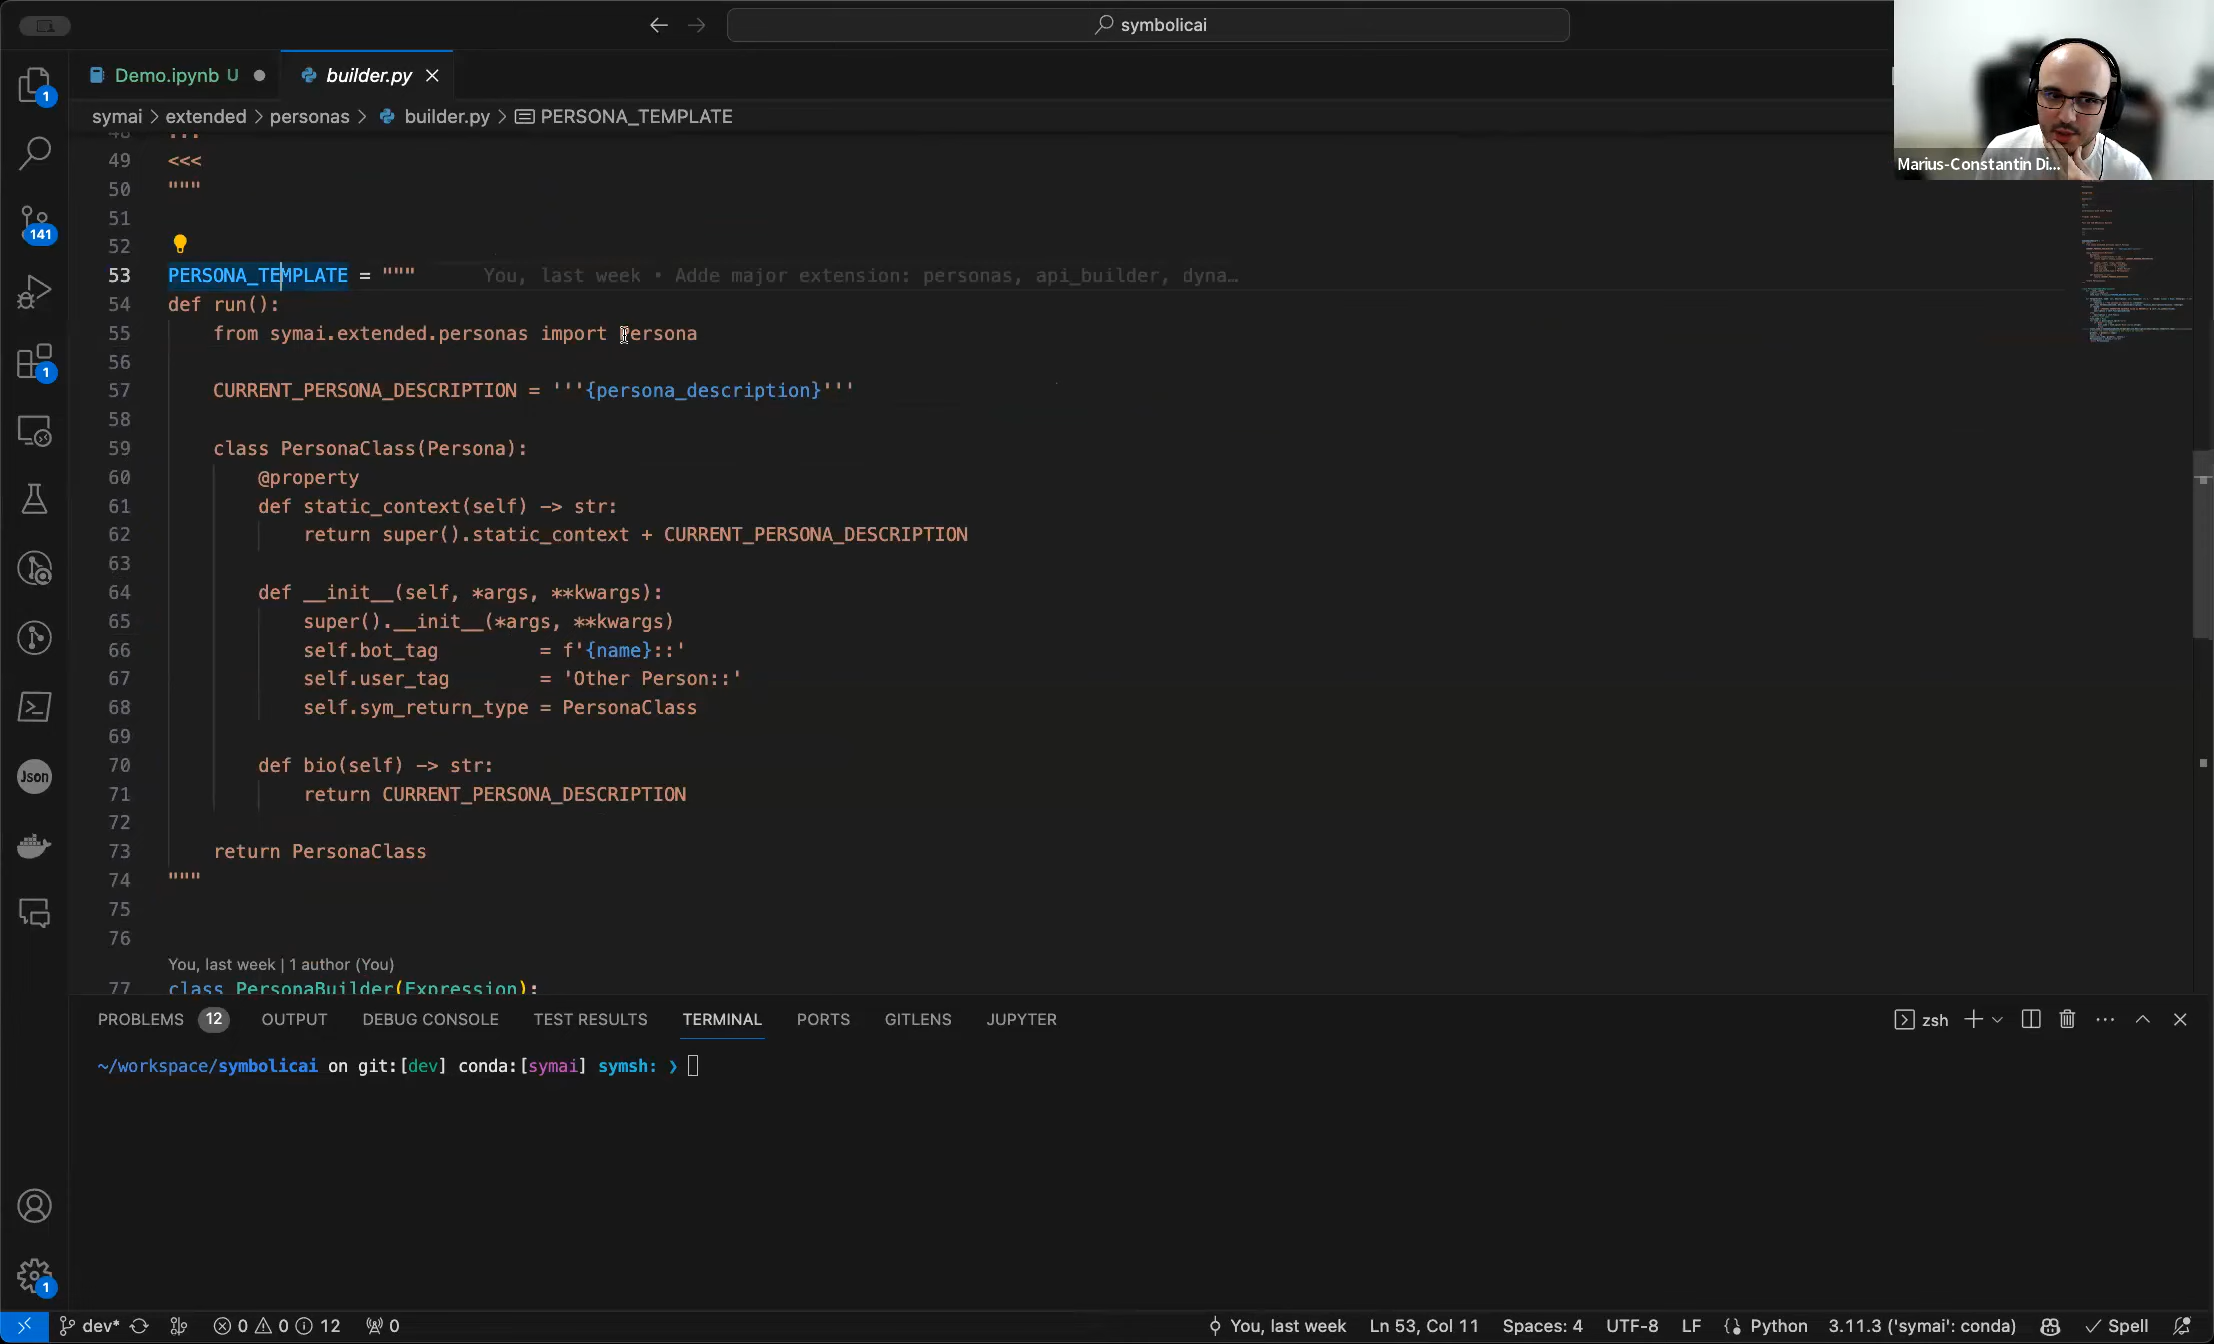 symbolicai
Demo.ipynb U
builder.py
symai > extended > personas > builder.py > PERSONA_TEMPLATE
49 <<<
50 """
51
52
53 PERSONA_TEMPLATE = """ You, last week • Adde major extension: personas, api_builder, dyna…
54 def run():
55 from symai.extended.personas import Persona
56
57 CURRENT_PERSONA_DESCRIPTION = '''{persona_description}'''
58
59 class PersonaClass(Persona):
60 @property
61 def static_context(self) -> str:
62 return super().static_context + CURRENT_PERSONA_DESCRIPTION
63
64 def __init__(self, *args, **kwargs):
65 super().__init__(*args, **kwargs)
66 self.bot_tag = f'{name}::'
67 self.user_tag = 'Other Person::'
68 self.sym_return_type = PersonaClass
69
70 def bio(self) -> str:
71 return CURRENT_PERSONA_DESCRIPTION
72
73 return PersonaClass
74 """
75
76
You, last week | 1 author (You)
77 class PersonaBuilder(Expression):
Marius-Constantin Di...
1
141
1
Json
1
PROBLEMS 12 OUTPUT DEBUG CONSOLE TEST RESULTS TERMINAL PORTS GITLENS JUPYTER
zsh
~/workspace/symbolicai on git:[dev] conda:[symai] symsh: ❯
dev* 0 0 12 0
You, last week Ln 53, Col 11 Spaces: 4 UTF-8 LF Python 3.11.3 ('symai': conda) Spell